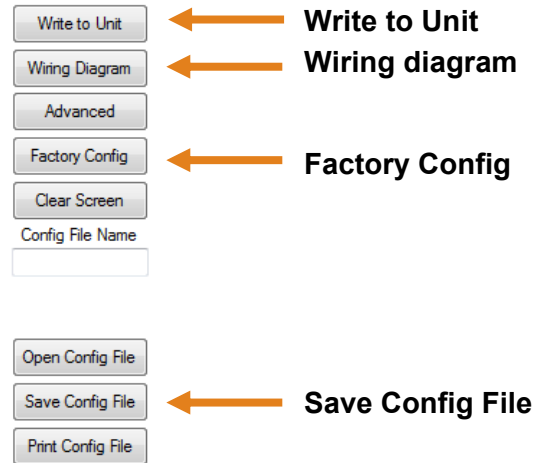 Write to Unit
Write to Unit
Wiring Diagram
Wiring diagram
Advanced
Factory Config
Factory Config
Clear Screen
Config File Name
Open Config File
Save Config File
Save Config File
Print Config File